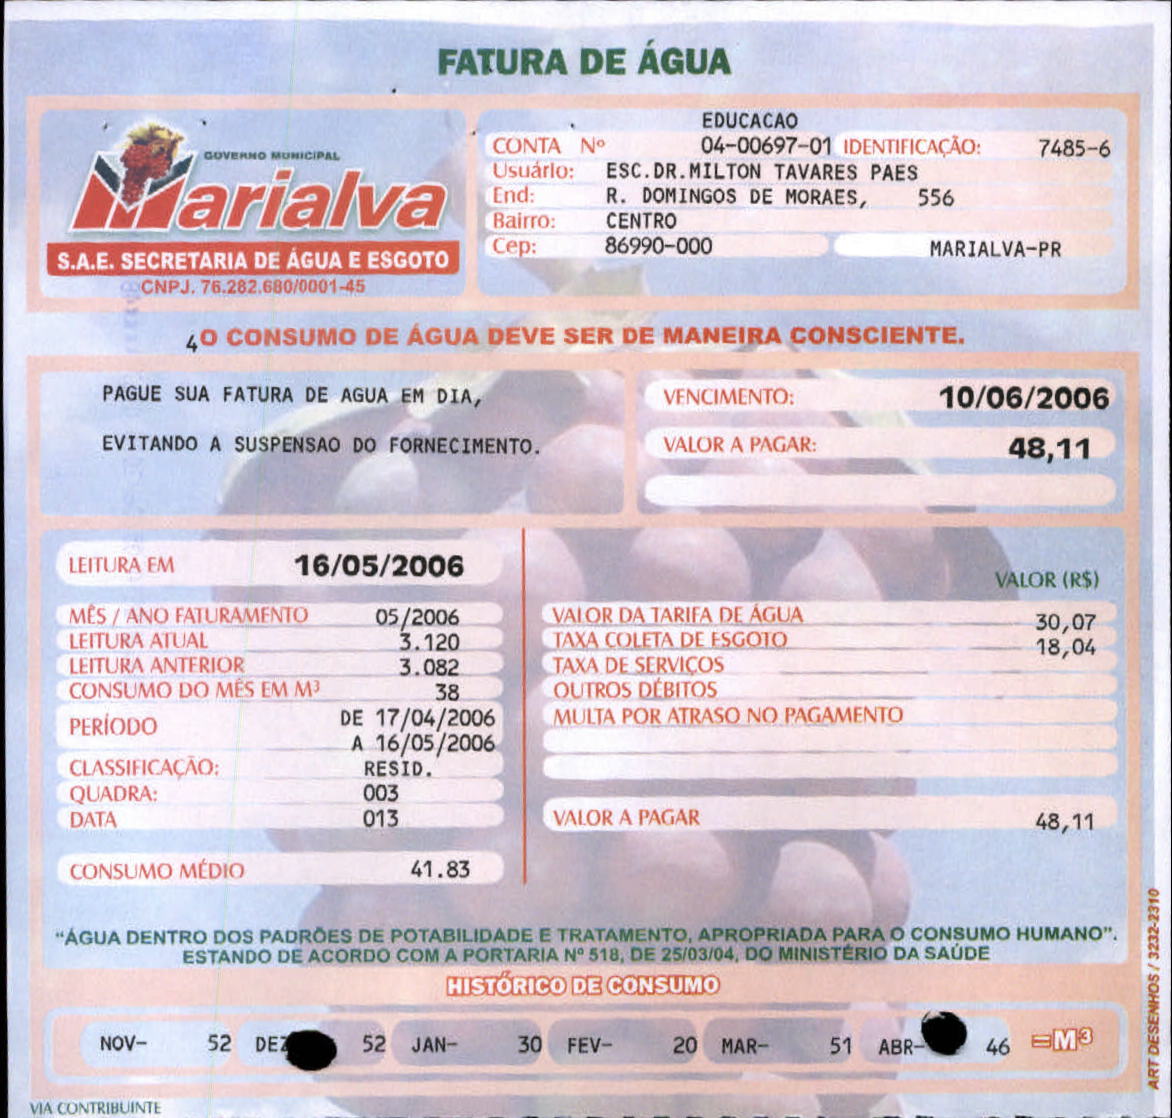 FATURA DE ÁGUA
GOVERNO MUNICIPAL
Marialva
S.A.E. SECRETARIA DE ÁGUA E ESGOTO
CNPJ. 76.282.680/0001-45
EDUCACAO
CONTA Nº 04-00697-01 IDENTIFICAÇÃO: 7485-6
Usuário: ESC.DR.MILTON TAVARES PAES
End: R. DOMINGOS DE MORAES, 556
Bairro: CENTRO
Cep: 86990-000 MARIALVA-PR
4O CONSUMO DE ÁGUA DEVE SER DE MANEIRA CONSCIENTE.
PAGUE SUA FATURA DE AGUA EM DIA,
EVITANDO A SUSPENSAO DO FORNECIMENTO.
VENCIMENTO: 10/06/2006
VALOR A PAGAR: 48,11
LEITURA EM 16/05/2006
MÊS / ANO FATURAMENTO 05/2006
LEITURA ATUAL 3.120
LEITURA ANTERIOR 3.082
CONSUMO DO MÊS EM M³ 38
PERÍODO DE 17/04/2006
A 16/05/2006
CLASSIFICAÇÃO: RESID.
QUADRA: 003
DATA 013
CONSUMO MÉDIO 41.83
VALOR (R$)
VALOR DA TARIFA DE ÁGUA 30,07
TAXA COLETA DE ESGOTO 18,04
TAXA DE SERVIÇOS
OUTROS DÉBITOS
MULTA POR ATRASO NO PAGAMENTO
VALOR A PAGAR 48,11
"ÁGUA DENTRO DOS PADRÕES DE POTABILIDADE E TRATAMENTO, APROPRIADA PARA O CONSUMO HUMANO".
ESTANDO DE ACORDO COM A PORTARIA Nº 518, DE 25/03/04, DO MINISTÉRIO DA SAÚDE
HISTÓRICO DE CONSUMO
NOV- 52 DEZ 52 JAN- 30 FEV- 20 MAR- 51 ABR- 46 =M³
VIA CONTRIBUINTE
ART DESENHOS / 3232-2310